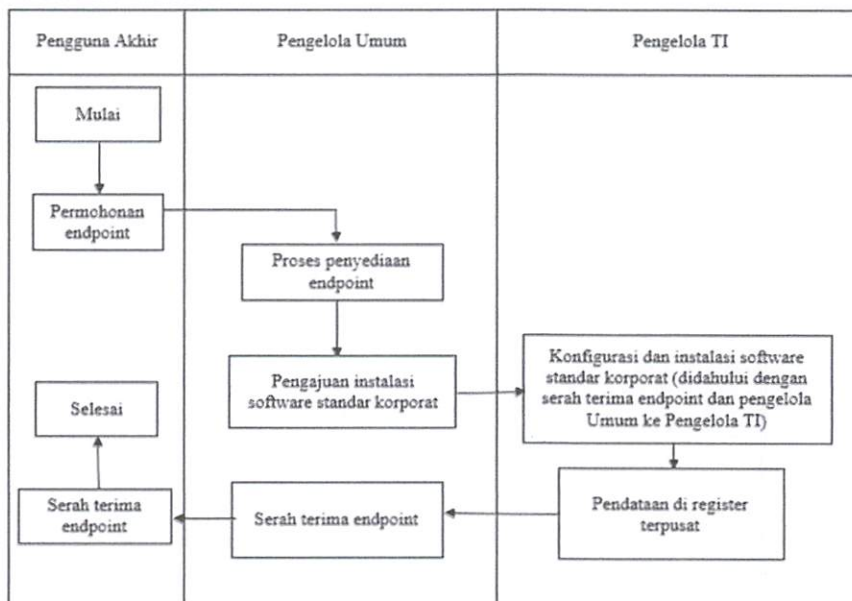 Pengguna Akhir
Pengelola Umum
Pengelola TI
Mulai
Permohonan
endpoint
Proses penyediaan
endpoint
Pengajuan instalasi
software standar korporat
Konfigurasi dan instalasi software
standar korporat (didahului dengan
serah terima endpoint dan pengelola
Umum ke Pengelola TI)
Pendataan di register
terpusat
Serah terima endpoint
Serah terima
endpoint
Selesai